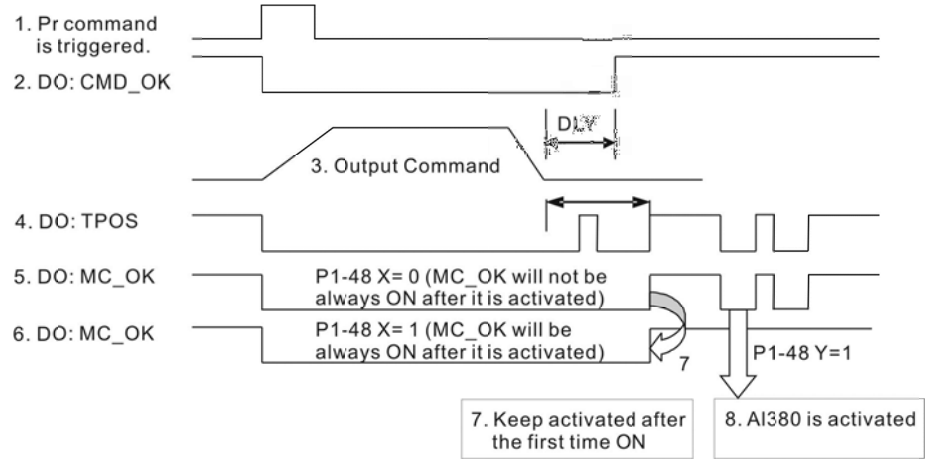 1. Pr command
is triggered.
2. DO: CMD_OK
DLY
3. Output Command
4. DO: TPOS
5. DO: MC_OK
P1-48 X= 0 (MC_OK will not be
always ON after it is activated)
6. DO: MC_OK
P1-48 X= 1 (MC_OK will be
always ON after it is activated)
7
P1-48 Y=1
7. Keep activated after
the first time ON
8. Al380 is activated